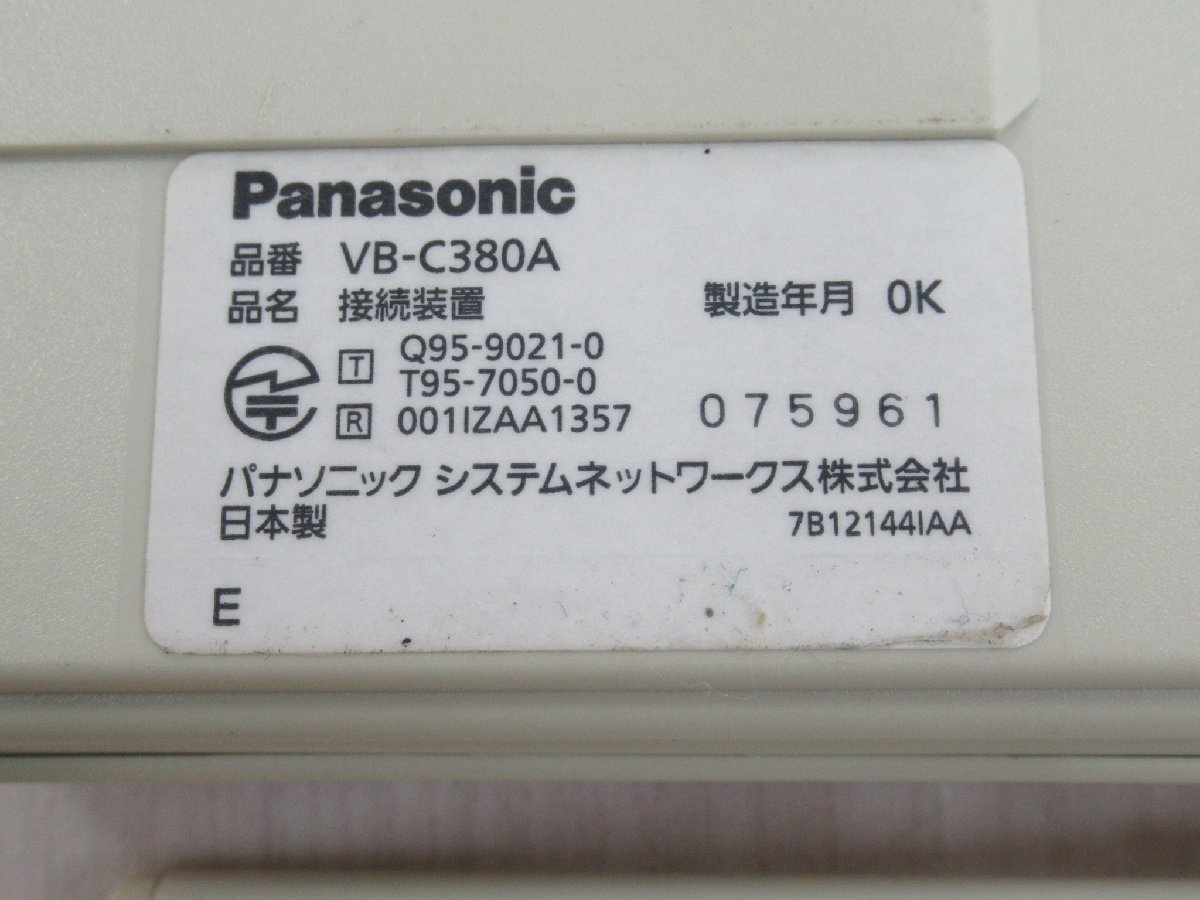 Panasonic
品番 VB-C380A
品名 接続装置 製造年月 0K
T Q95-9021-0
T95-7050-0
R 001IZAA1357 075961
パナソニック システムネットワークス株式会社
日本製 7B12144IAA
E